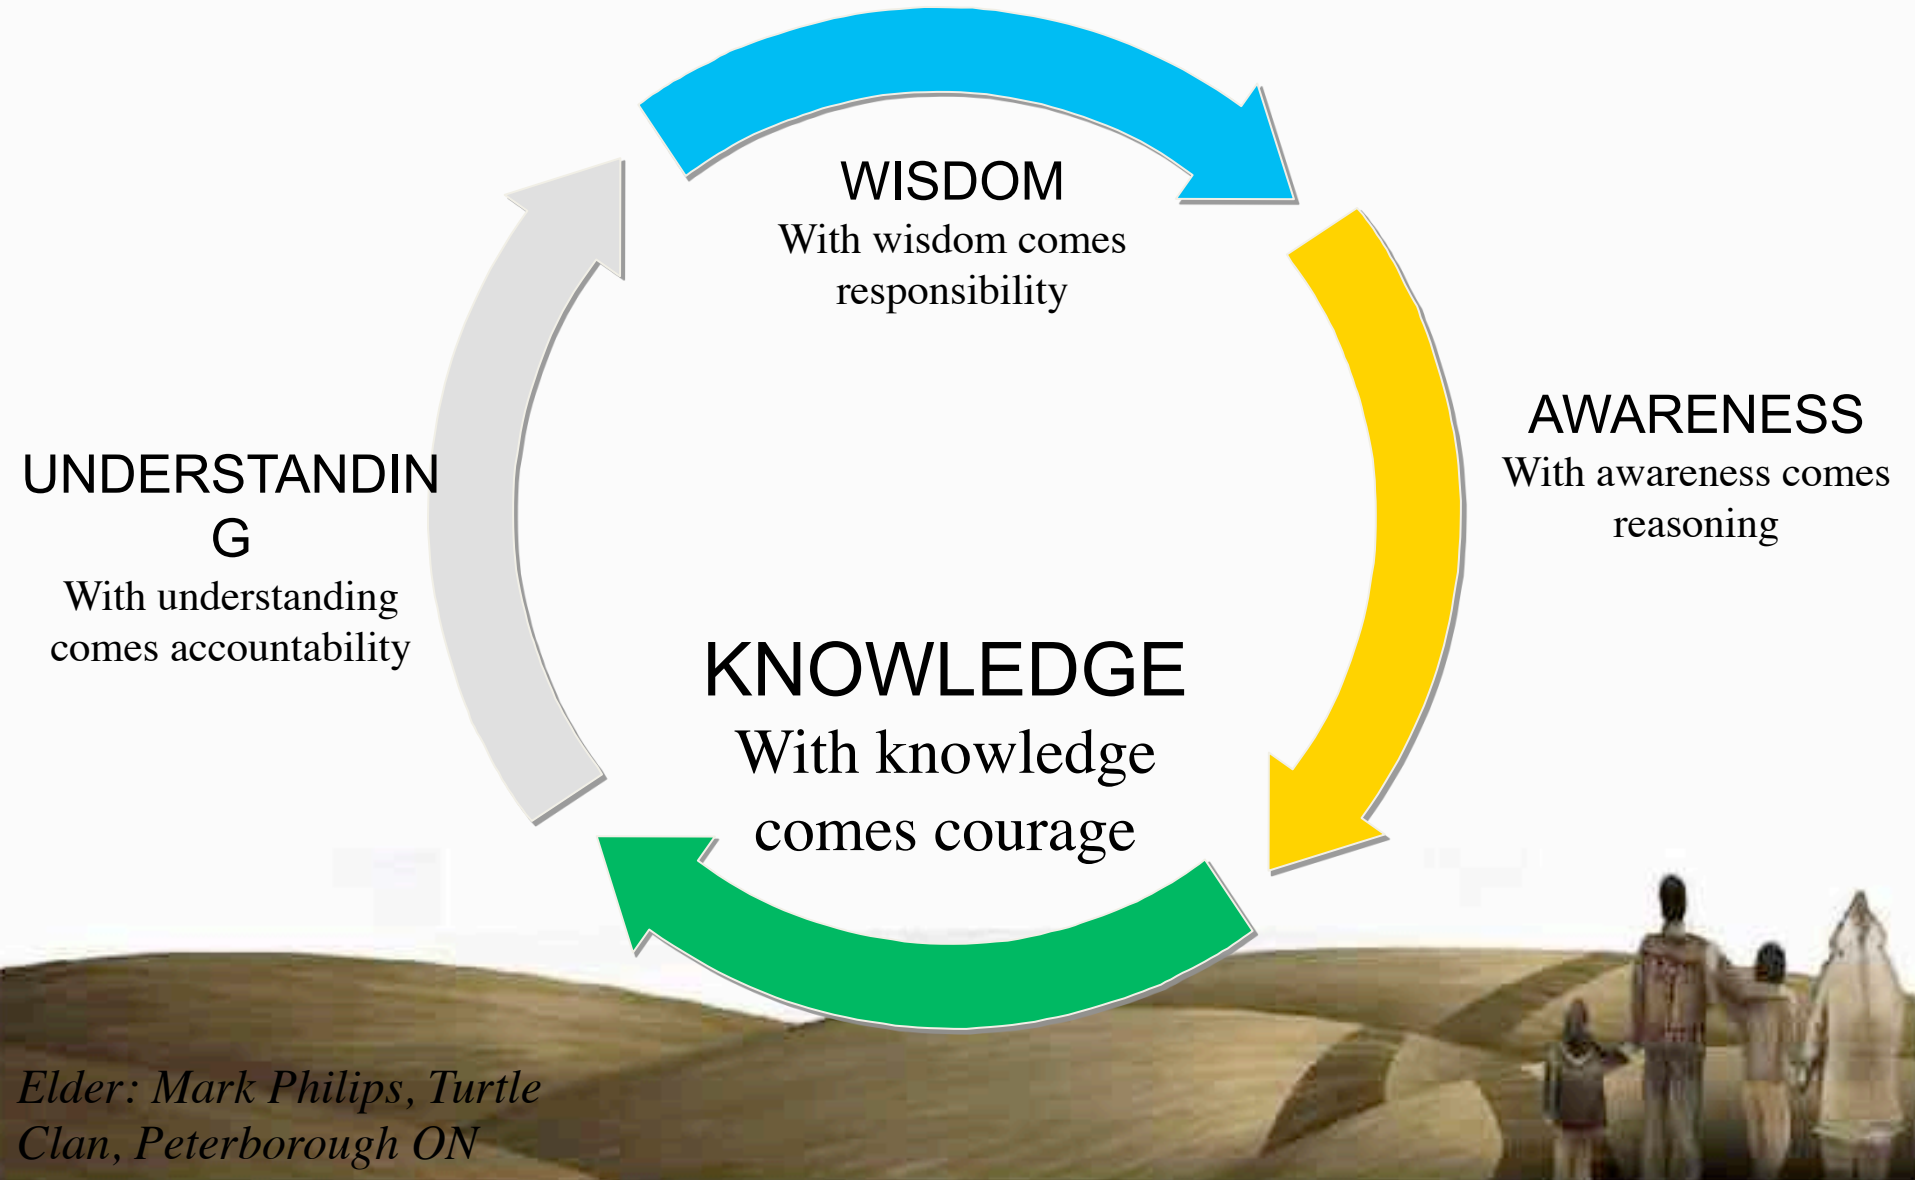 WISDOM
With wisdom comes
responsibility
AWARENESS
With awareness comes
reasoning
UNDERSTANDIN
G
With understanding
comes accountability
KNOWLEDGE
With knowledge
comes courage
Elder: Mark Philips, Turtle
Clan, Peterborough ON